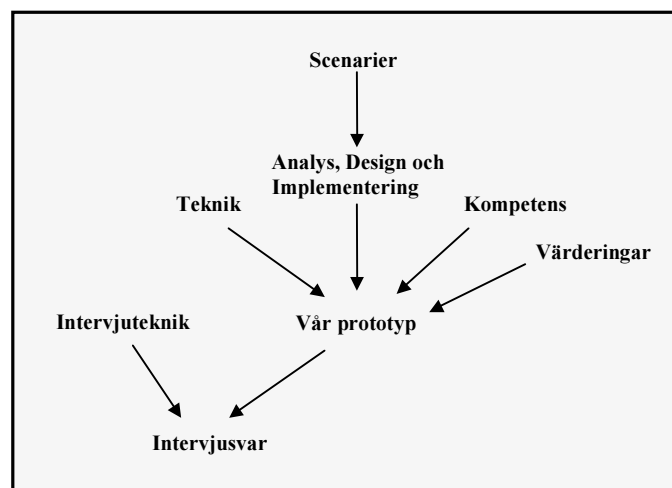 Scenarier
Analys, Design och
Implementering
Teknik
Kompetens
Värderingar
Intervjuteknik
Vår prototyp
Intervjusvar